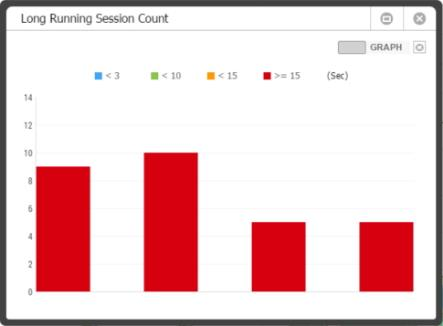 Long Running Session Count
GRAPH
< 3 < 10 < 15 >= 15 (Sec)
14
12
10
8
6
4
2
0